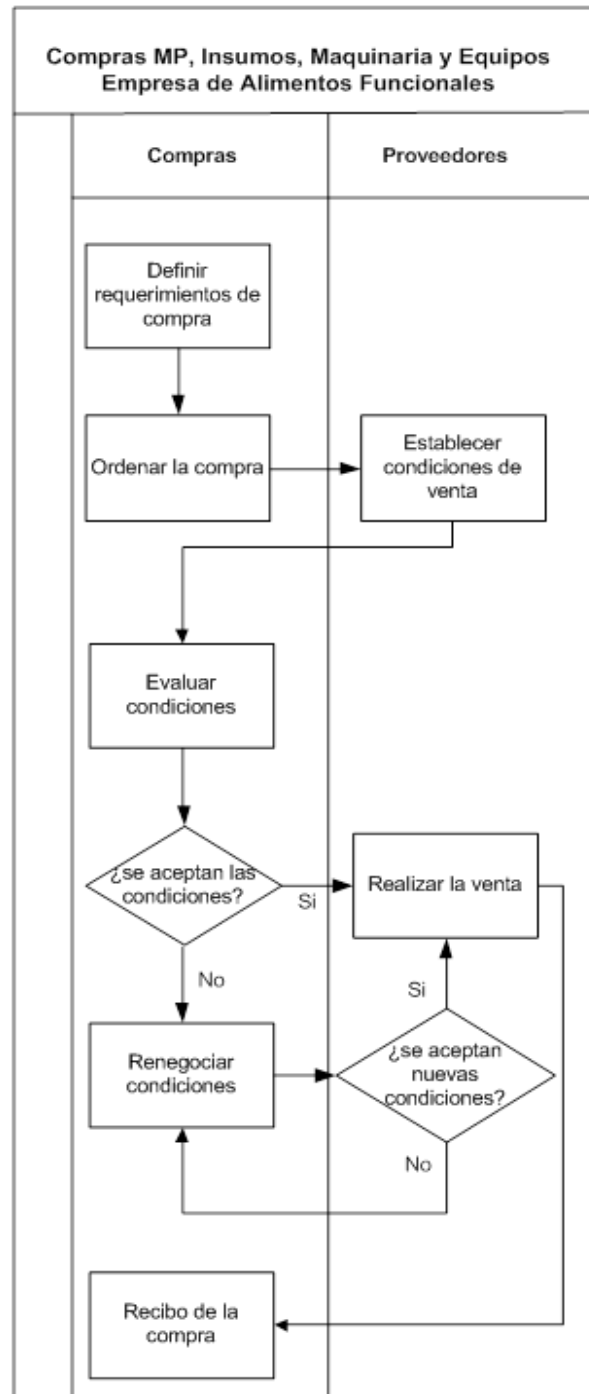 Compras MP, Insumos, Maquinaria y Equipos
Empresa de Alimentos Funcionales
Compras
Proveedores
Definir
requerimientos de
compra
Ordenar la compra
Establecer
condiciones de
venta
Evaluar
condiciones
¿se aceptan las
condiciones?
Si
Realizar la venta
No
Si
Renegociar
condiciones
¿se aceptan
nuevas
condiciones?
No
Recibo de la
compra